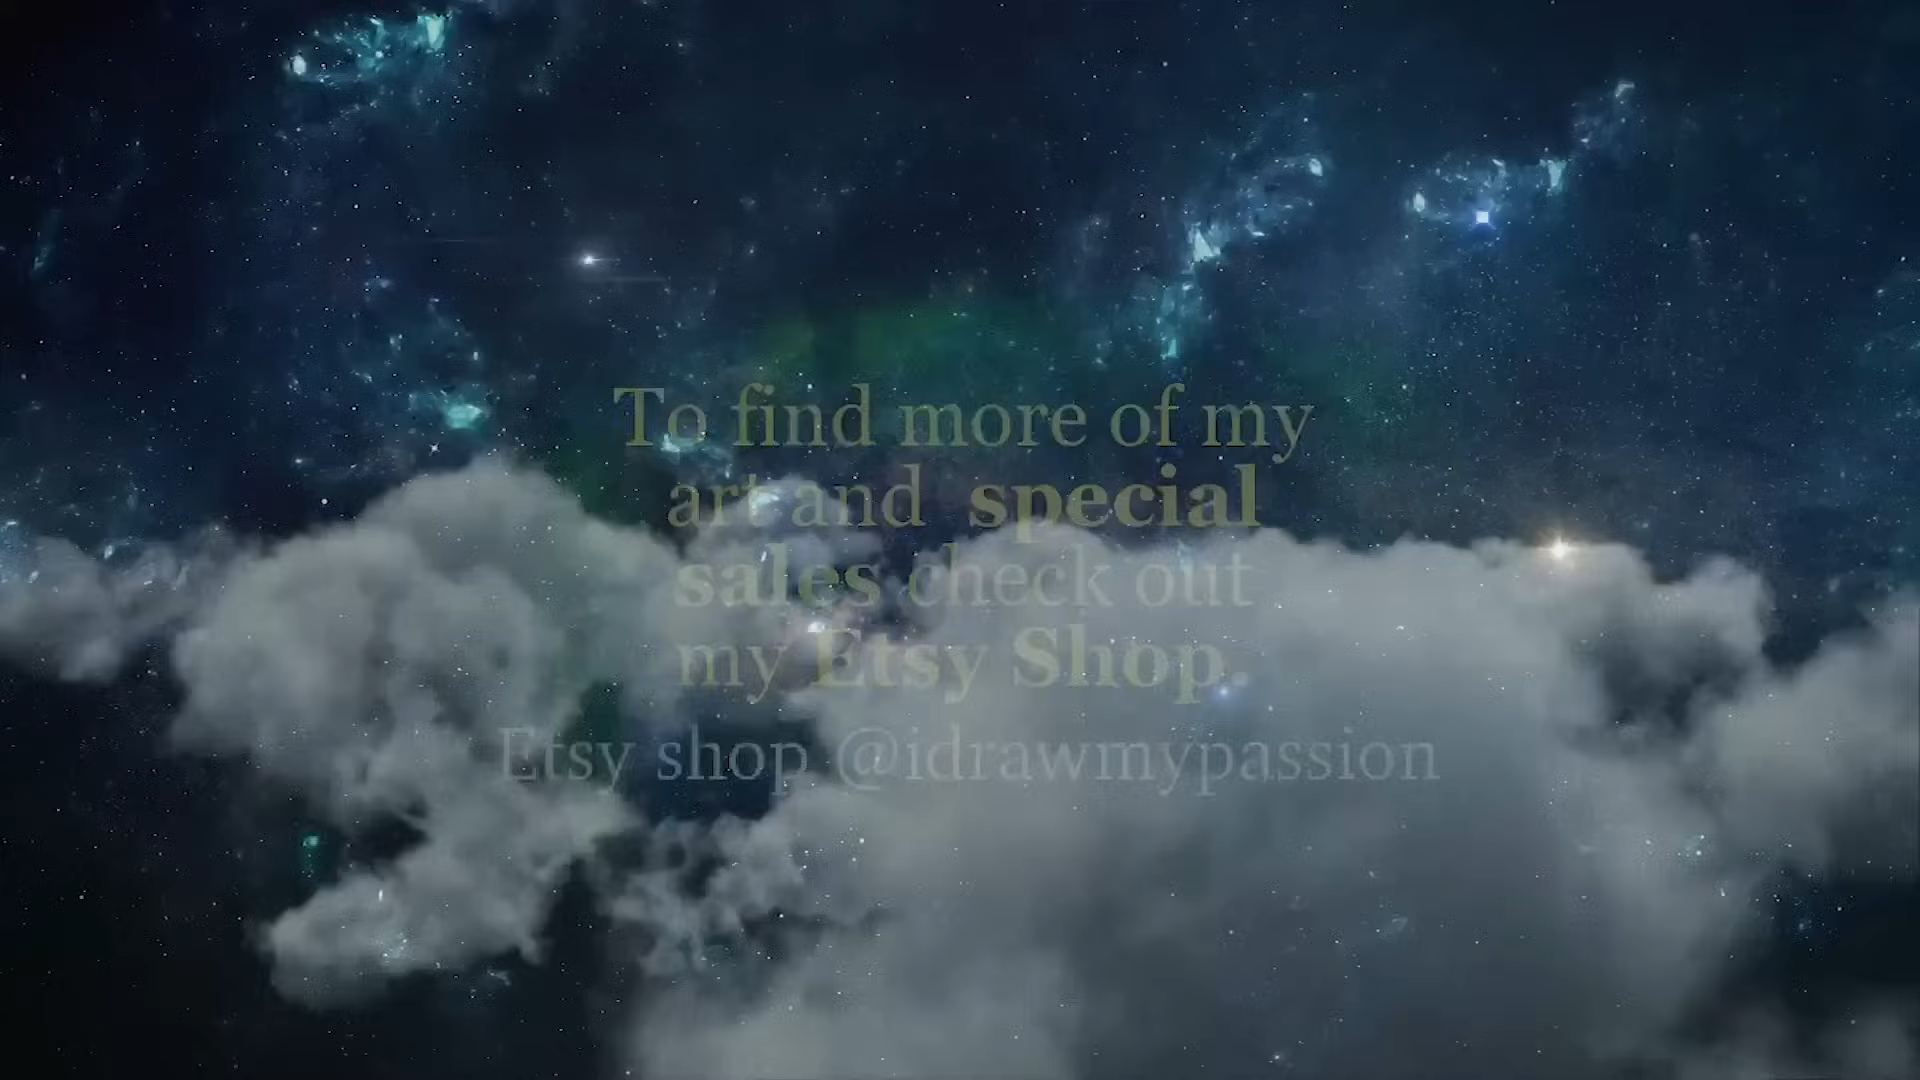 To find more of my
art and special
sales check out
my Etsy Shop.
Etsy shop @idrawmypassion